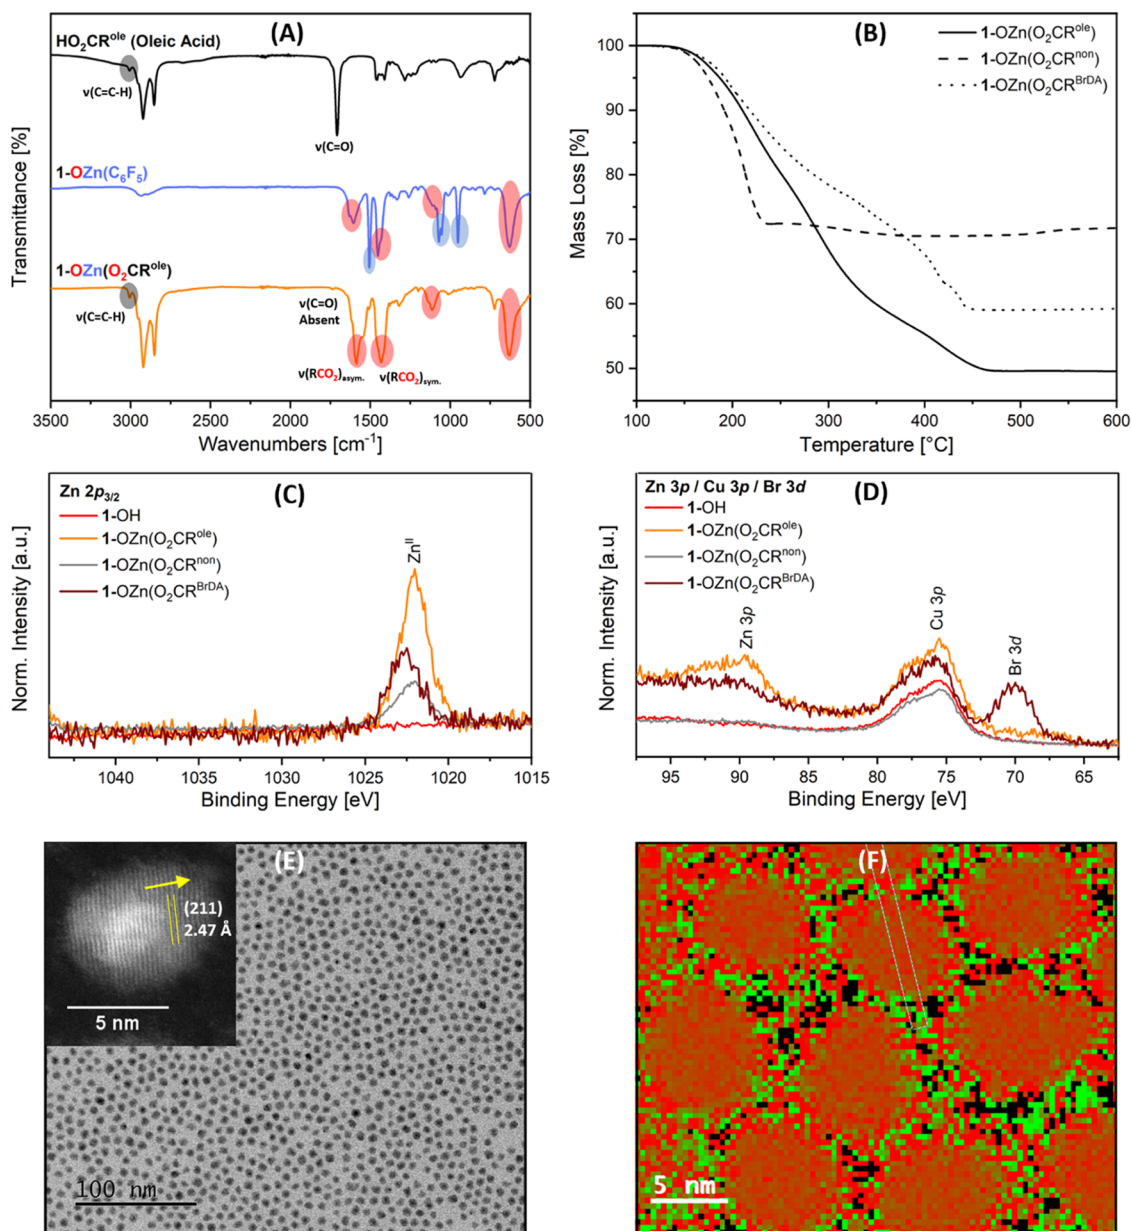 (A)
HO₂CRᵒˡᵉ (Oleic Acid)
ν(C=C-H)
ν(C=O)
1-OZn(C₆F₅)
1-OZn(O₂CRᵒˡᵉ)
ν(C=C-H)
ν(C=O)
Absent
ν(RCO₂)asym.
ν(RCO₂)sym.
Transmittance [%]
3500 3000 2500 2000 1500 1000 500
Wavenumbers [cm⁻¹]
(B)
1-OZn(O₂CRᵒˡᵉ)
1-OZn(O₂CRⁿᵒⁿ)
1-OZn(O₂CRᴮʳᴰᴬ)
Mass Loss [%]
100
90
80
70
60
50
100 200 300 400 500 600
Temperature [°C]
(C)
Zn 2p₃/₂
1-OH
1-OZn(O₂CRᵒˡᵉ)
1-OZn(O₂CRⁿᵒⁿ)
1-OZn(O₂CRᴮʳᴰᴬ)
Znᴵᴵ
Norm. Intensity [a.u.]
1040 1035 1030 1025 1020 1015
Binding Energy [eV]
(D)
Zn 3p / Cu 3p / Br 3d
1-OH
1-OZn(O₂CRᵒˡᵉ)
1-OZn(O₂CRⁿᵒⁿ)
1-OZn(O₂CRᴮʳᴰᴬ)
Zn 3p
Cu 3p
Br 3d
Norm. Intensity [a.u.]
95 90 85 80 75 70 65
Binding Energy [eV]
(E)
(211)
2.47 Å
5 nm
100 nm
(F)
5 nm